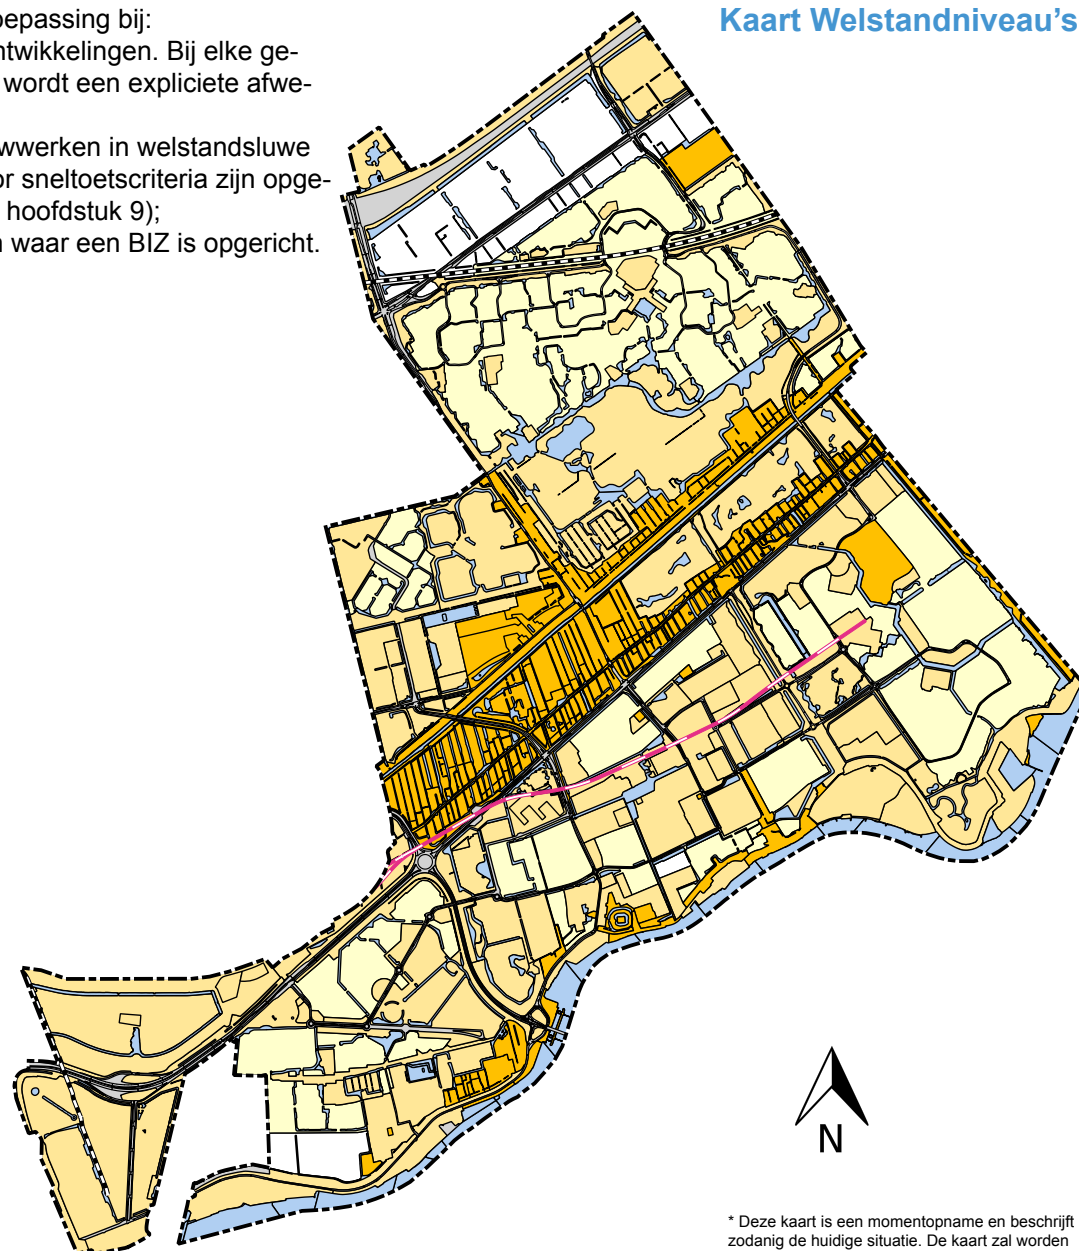 Kaart Welstandniveau's
oepassing bij:
ntwikkelingen. Bij elke ge-
wordt een expliciete afwe-
wwerken in welstandsluwe
or sneltoetscriteria zijn opge-
hoofdstuk 9);
n waar een BIZ is opgericht.
N
* Deze kaart is een momentopname en beschrijft
zodanig de huidige situatie. De kaart zal worden